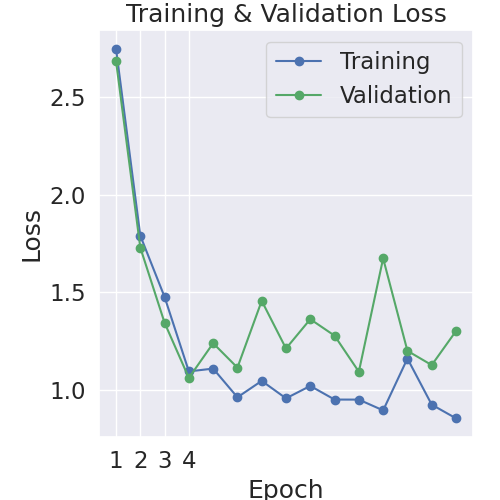 Training & Validation Loss
Training
Validation
2.5
2.0
1.5
1.0
Loss
1 2 3 4
Epoch